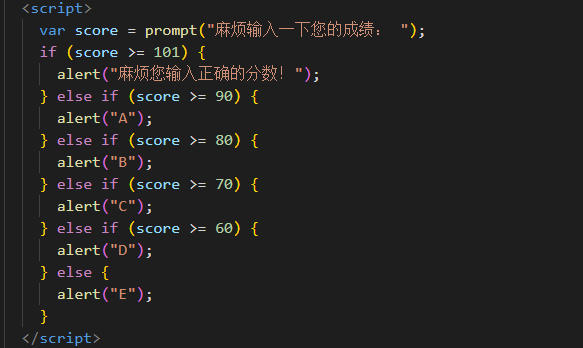 <script>
var score = prompt("麻烦输入一下您的成绩： ");
if (score >= 101) {
alert("麻烦您输入正确的分数！");
} else if (score >= 90) {
alert("A");
} else if (score >= 80) {
alert("B");
} else if (score >= 70) {
alert("C");
} else if (score >= 60) {
alert("D");
} else {
alert("E");
}
</script>